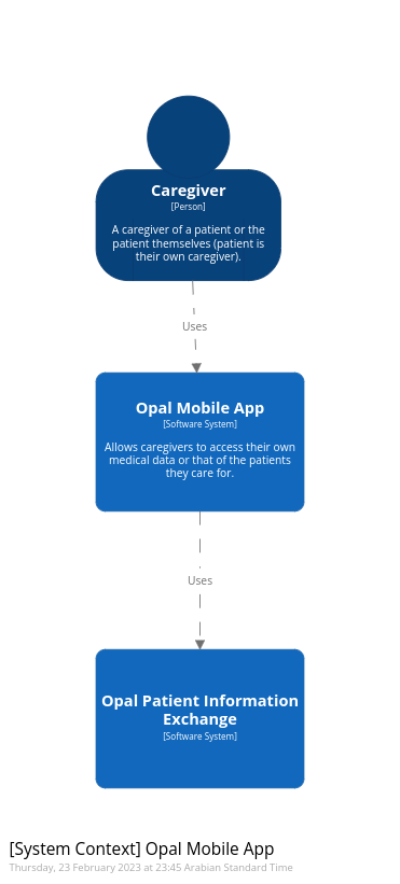 Caregiver
[Person]
A caregiver of a patient or the
patient themselves (patient is
their own caregiver).
Uses
Opal Mobile App
[Software System]
Allows caregivers to access their own
medical data or that of the patients
they care for.
Uses
Opal Patient Information
Exchange
[Software System]
[System Context] Opal Mobile App
Thursday, 23 February 2023 at 23:45 Arabian Standard Time